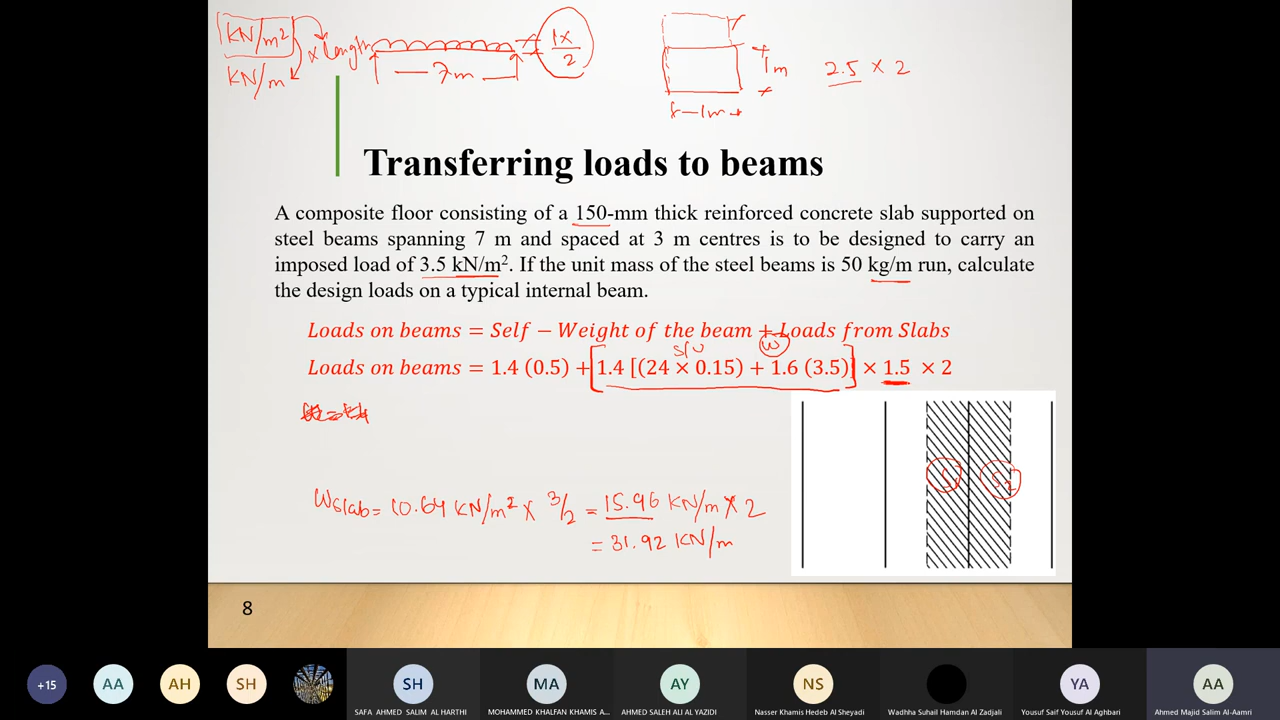 KN/m²
KN/m
× length
7m
lx/2
1m
1m
2.5 × 2
Transferring loads to beams
A composite floor consisting of a 150-mm thick reinforced concrete slab supported on
steel beams spanning 7 m and spaced at 3 m centres is to be designed to carry an
imposed load of 3.5 kN/m². If the unit mass of the steel beams is 50 kg/m run, calculate
the design loads on a typical internal beam.
Loads on beams = Self − Weight of the beam + Loads from Slabs
s/w
w
Loads on beams = 1.4 (0.5) + [1.4 [(24 × 0.15) + 1.6 (3.5)] × 1.5 × 2
Wslab = 10.64 KN/m² × 3/2 = 15.96 KN/m × 2
= 31.92 KN/m
S1
S2
8
+15
AA
AH
SH
SH
MA
AY
NS
YA
AA
SAFA AHMED SALIM AL HARTHI
MOHAMMED KHALFAN KHAMIS A...
AHMED SALEH ALI AL YAZIDI
Nasser Khamis Hedeb Al Sheyadi
Wadhha Suhail Hamdan Al Zadjali
Yousuf Saif Yousuf Al Aghbari
Ahmed Majid Salim Al-Aamri